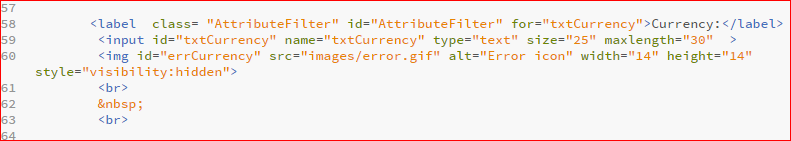 57
58 <label  class= "AttributeFilter" id="AttributeFilter" for="txtCurrency">Currency:</label>
59 <input id="txtCurrency" name="txtCurrency" type="text" size="25" maxlength="30"  >
60 <img id="errCurrency" src="images/error.gif" alt="Error icon" width="14" height="14"
style="visibility:hidden">
61 <br>
62 &nbsp;
63 <br>
64